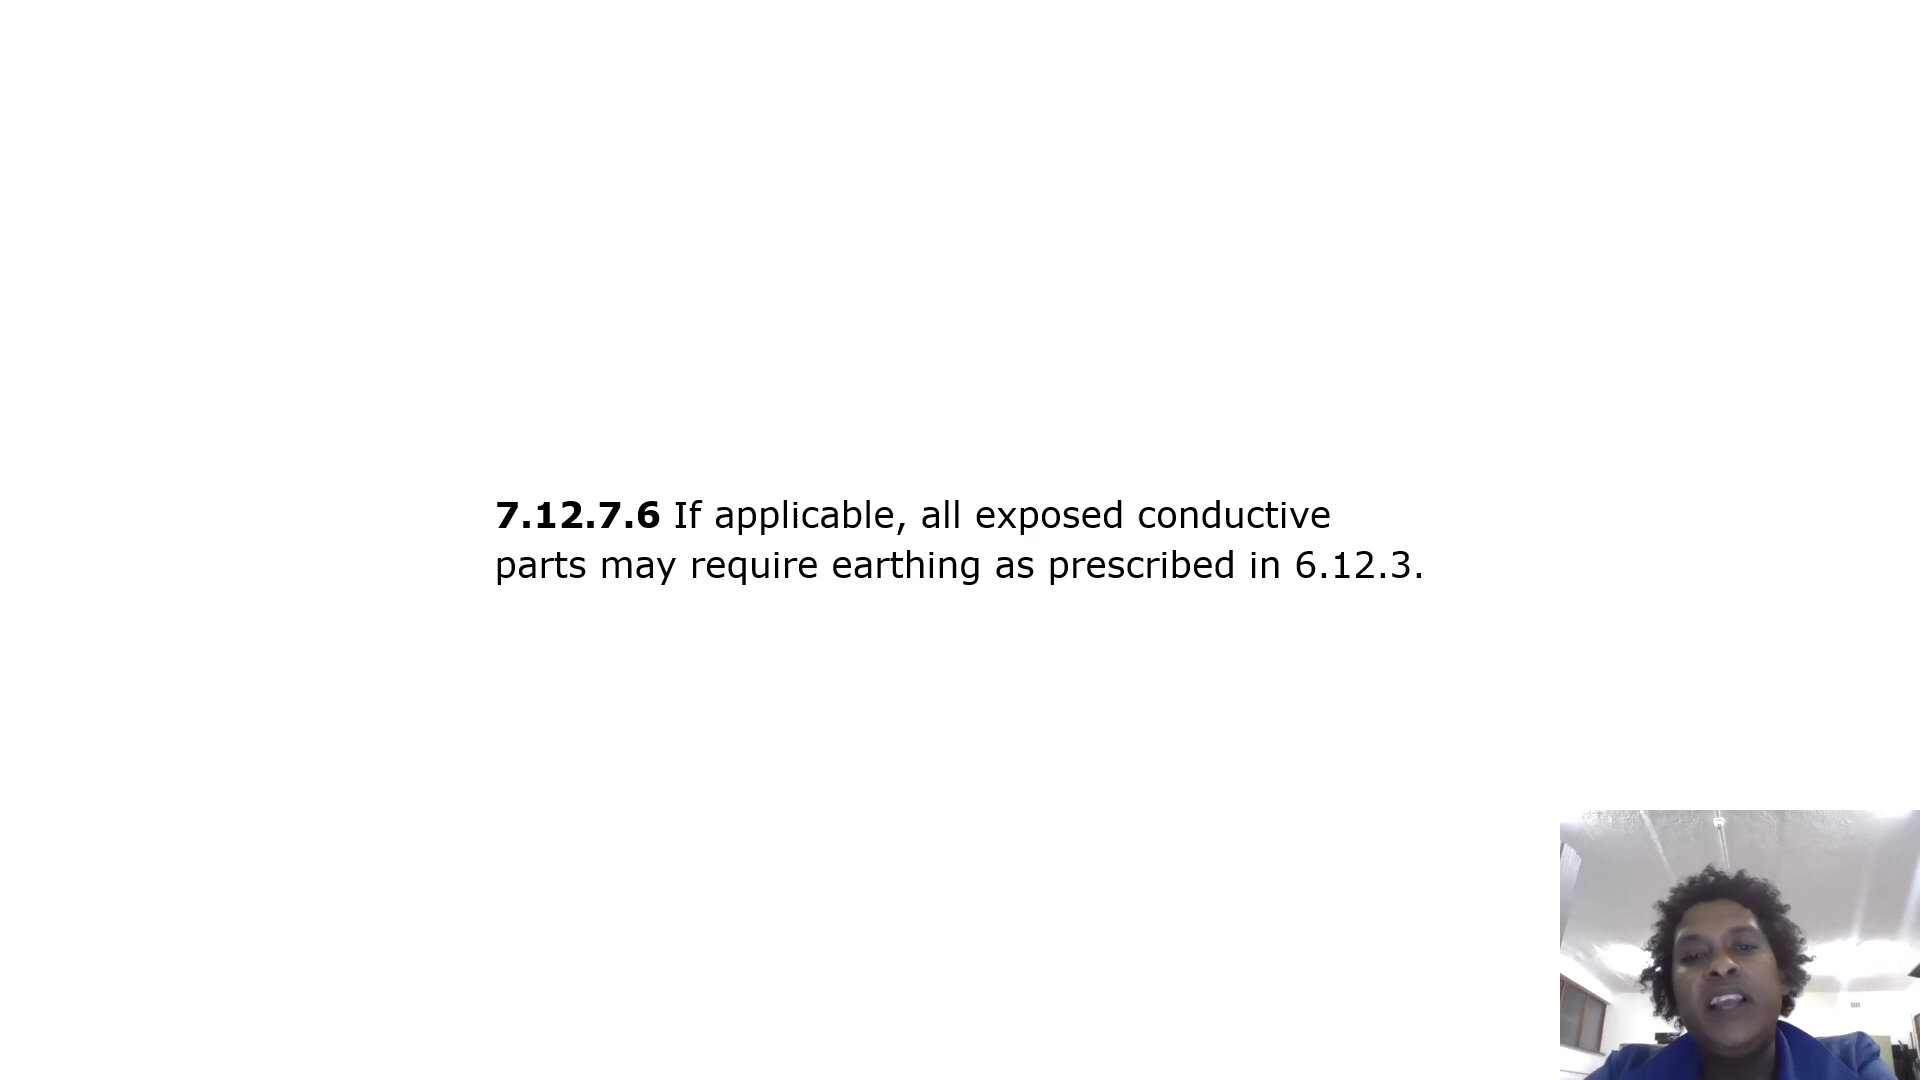 7.12.7.6 If applicable, all exposed conductive
parts may require earthing as prescribed in 6.12.3.